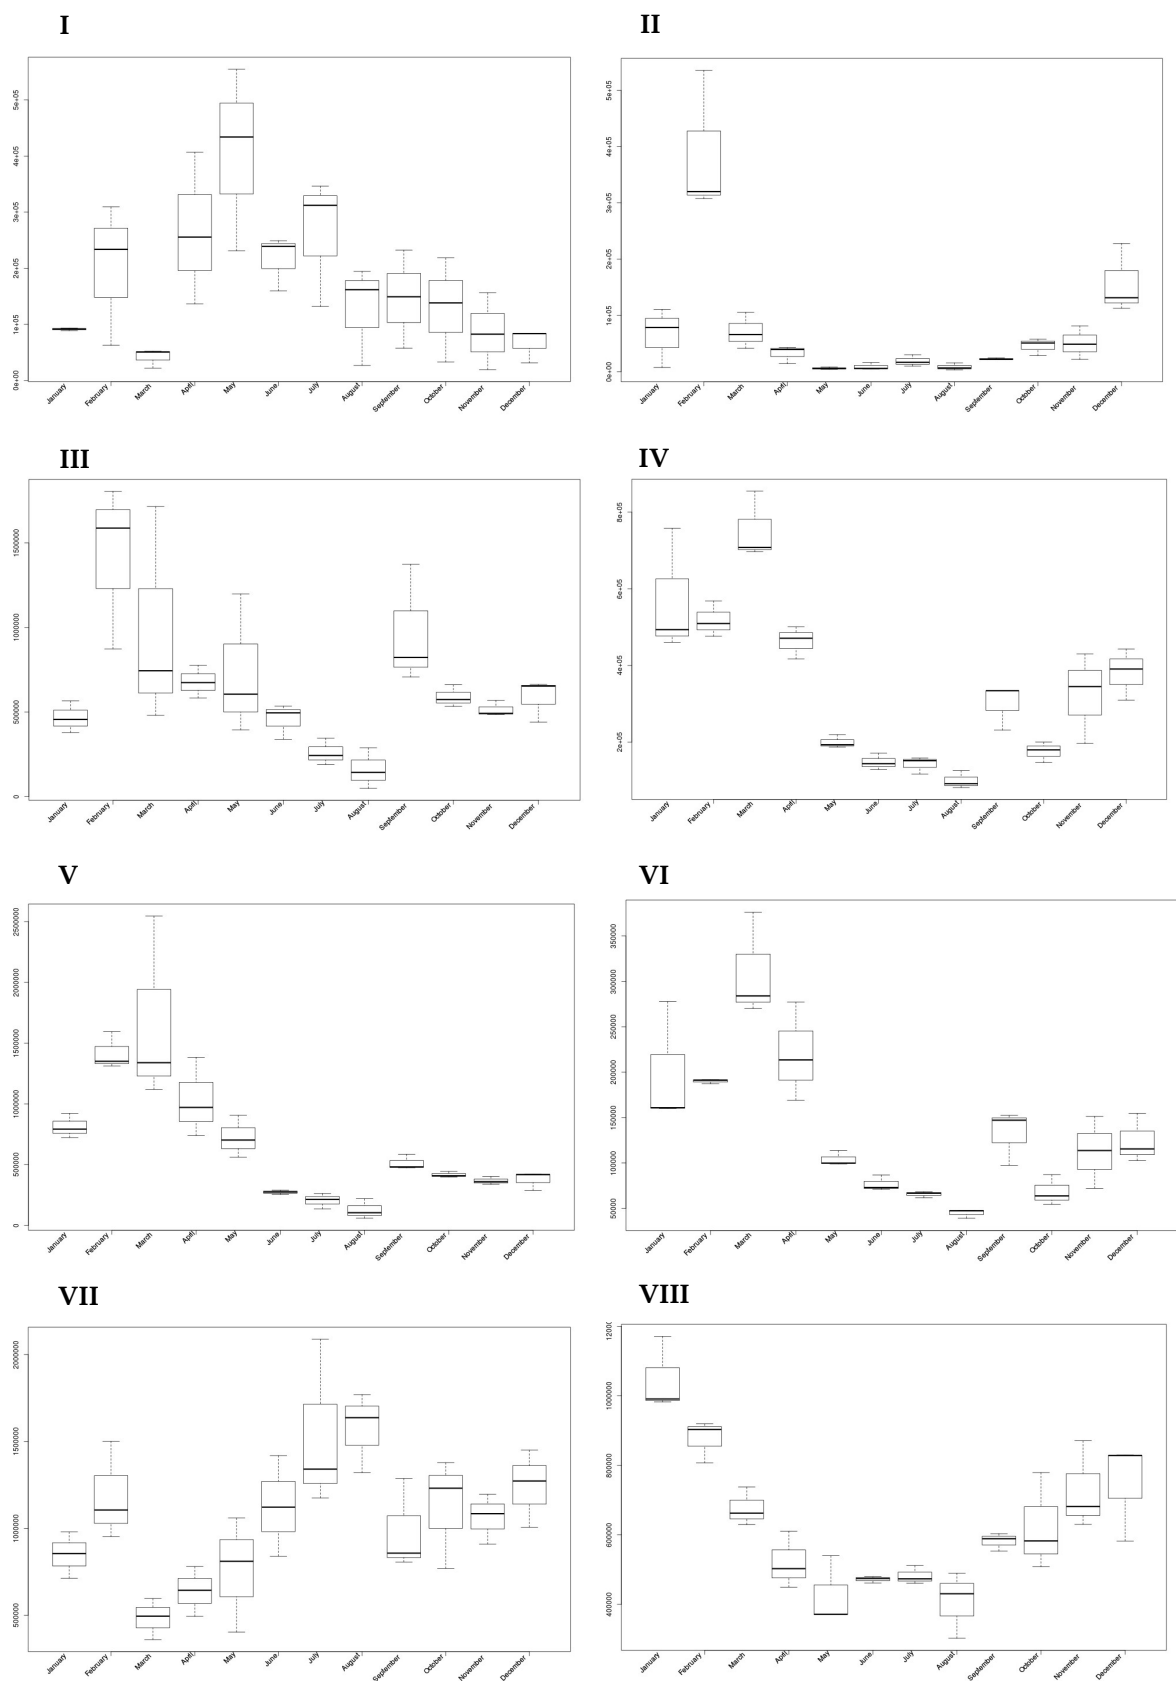 I
5e+05
4e+05
3e+05
2e+05
1e+05
0e+00
January
February
March
April
May
June
July
August
September
October
November
December
II
5e+05
4e+05
3e+05
2e+05
1e+05
0e+00
January
February
March
April
May
June
July
August
September
October
November
December
III
1500000
1000000
500000
0
January
February
March
April
May
June
July
August
September
October
November
December
IV
8e+05
6e+05
4e+05
2e+05
January
February
March
April
May
June
July
August
September
October
November
December
V
2500000
2000000
1500000
1000000
500000
0
January
February
March
April
May
June
July
August
September
October
November
December
VI
350000
300000
250000
200000
150000
100000
50000
January
February
March
April
May
June
July
August
September
October
November
December
VII
2000000
1500000
1000000
500000
January
February
March
April
May
June
July
August
September
October
November
December
VIII
1000000
800000
600000
400000
January
February
March
April
May
June
July
August
September
October
November
December